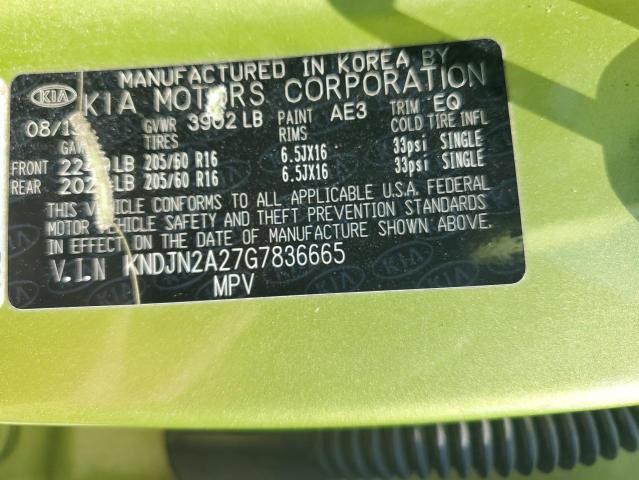 MANUFACTURED IN KOREA BY
KIA KIA MOTORS CORPORATION
GVWR 3902 LB PAINT AE3 TRIM EQ
TIRES RIMS COLD TIRE INFL
FRONT 205/60 R16 6.5JX16 33psi SINGLE
REAR 205/60 R16 6.5JX16 33psi SINGLE
THIS VEHICLE CONFORMS TO ALL APPLICABLE U.S.A. FEDERAL
MOTOR VEHICLE SAFETY AND THEFT PREVENTION STANDARDS
IN EFFECT ON THE DATE OF MANUFACTURE SHOWN ABOVE.
V.I.N KNDJN2A27G7836665
MPV